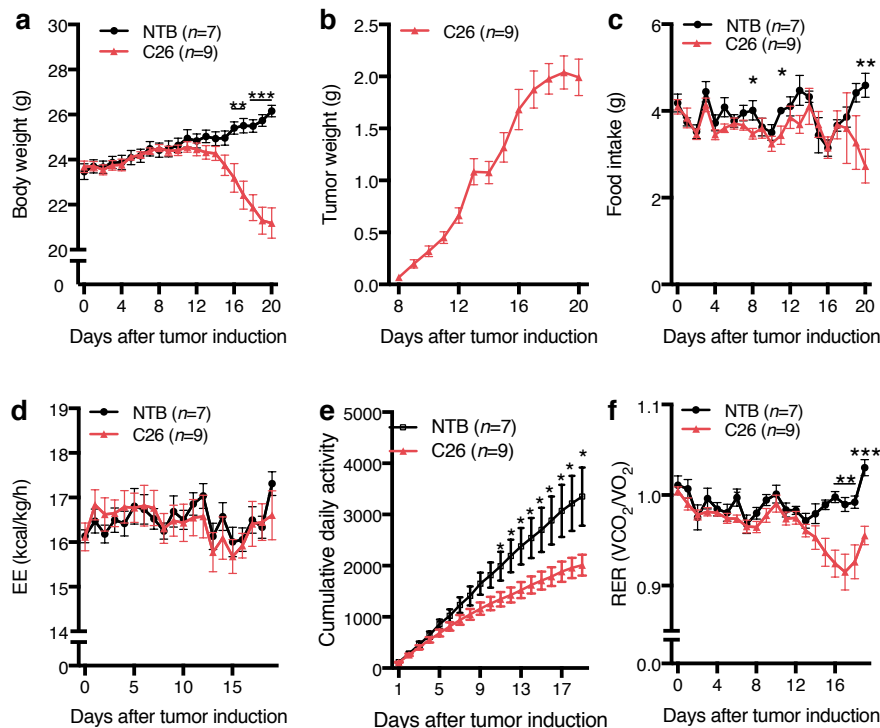 a
NTB (n=7)
C26 (n=9)
** ***
Body weight (g)
30
28
26
24
22
20
0
0 4 8 12 16 20
Days after tumor induction
b
C26 (n=9)
Tumor weight (g)
2.5
2.0
1.5
1.0
0.5
0.0
8 12 16 20
Days after tumor induction
c
NTB (n=7)
C26 (n=9)
* * **
Food intake (g)
6
4
2
0
0 4 8 12 16 20
Days after tumor induction
d
NTB (n=7)
C26 (n=9)
EE (kcal/kg/h)
19
18
17
16
15
14
0
0 5 10 15
Days after tumor induction
e
NTB (n=7)
C26 (n=9)
* * * * * * * * *
Cumulative daily activity
5000
4000
3000
2000
1000
0
1 5 9 13 17
Days after tumor induction
f
NTB (n=7)
C26 (n=9)
** ***
RER (VCO2/VO2)
1.1
1.0
0.9
0.0
0 4 8 12 16
Days after tumor induction